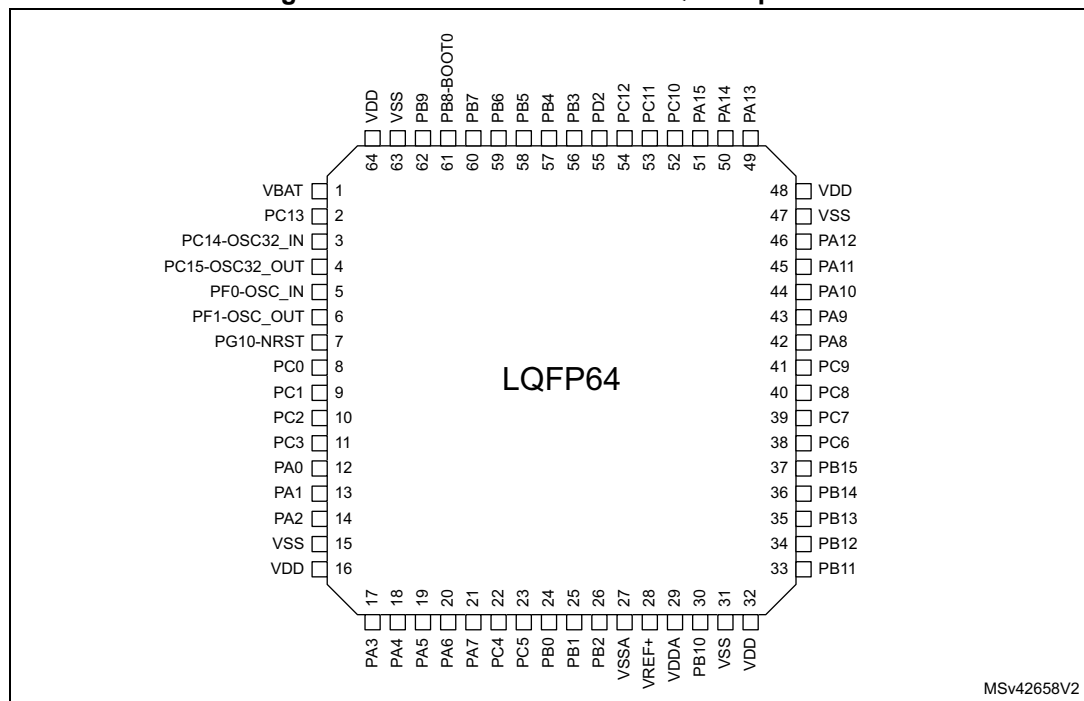 VDD
VSS
PB9
PB8-BOOT0
PB7
PB6
PB5
PB4
PB3
PD2
PC12
PC11
PC10
PA15
PA14
PA13
64
63
62
61
60
59
58
57
56
55
54
53
52
51
50
49
VBAT 1
PC13 2
PC14-OSC32_IN 3
PC15-OSC32_OUT 4
PF0-OSC_IN 5
PF1-OSC_OUT 6
PG10-NRST 7
PC0 8
PC1 9
PC2 10
PC3 11
PA0 12
PA1 13
PA2 14
VSS 15
VDD 16
LQFP64
48 VDD
47 VSS
46 PA12
45 PA11
44 PA10
43 PA9
42 PA8
41 PC9
40 PC8
39 PC7
38 PC6
37 PB15
36 PB14
35 PB13
34 PB12
33 PB11
17
18
19
20
21
22
23
24
25
26
27
28
29
30
31
32
PA3
PA4
PA5
PA6
PA7
PC4
PC5
PB0
PB1
PB2
VSSA
VREF+
VDDA
PB10
VSS
VDD
MSv42658V2